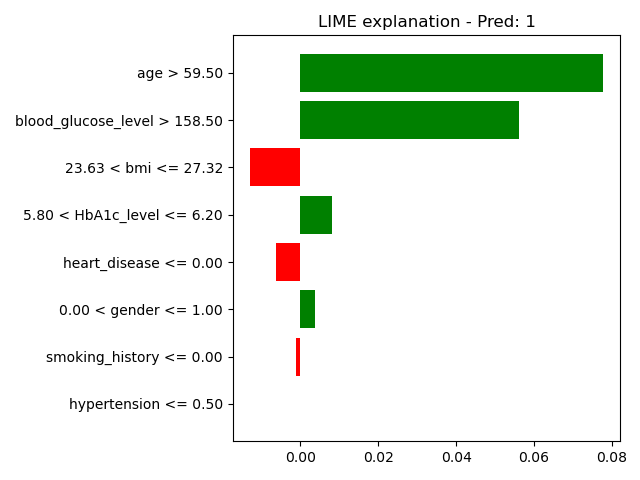 LIME explanation - Pred: 1
age > 59.50
blood_glucose_level > 158.50
23.63 < bmi <= 27.32
5.80 < HbA1c_level <= 6.20
heart_disease <= 0.00
0.00 < gender <= 1.00
smoking_history <= 0.00
hypertension <= 0.50
0.00 0.02 0.04 0.06 0.08